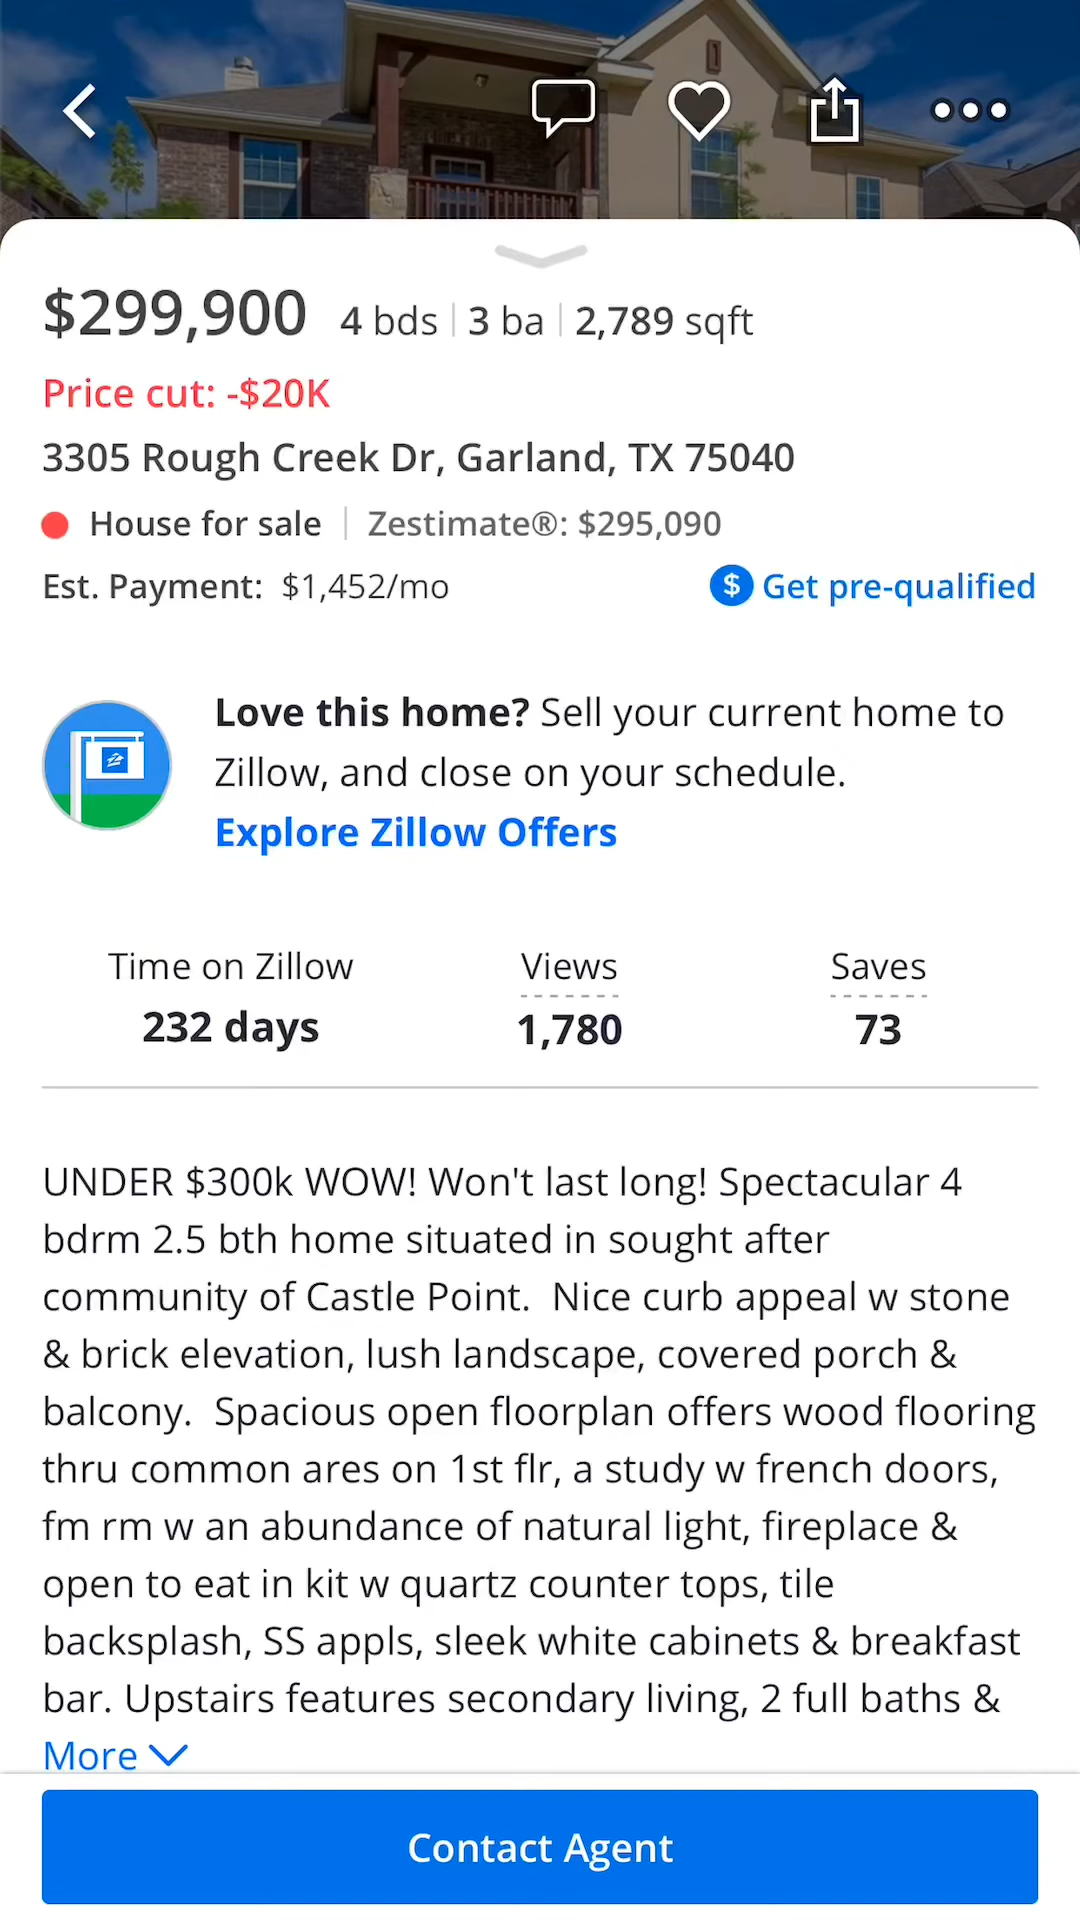 $299,900 4 bds 3 ba 2,789 sqft
Price cut: -$20K
3305 Rough Creek Dr, Garland, TX 75040
House for sale Zestimate®: $295,090
Est. Payment: $1,452/mo $ Get pre-qualified
Love this home? Sell your current home to
Zillow, and close on your schedule.
Explore Zillow Offers
Time on Zillow Views Saves
232 days 1,780 73
UNDER $300k WOW! Won't last long! Spectacular 4
bdrm 2.5 bth home situated in sought after
community of Castle Point.  Nice curb appeal w stone
& brick elevation, lush landscape, covered porch &
balcony.  Spacious open floorplan offers wood flooring
thru common ares on 1st flr, a study w french doors,
fm rm w an abundance of natural light, fireplace &
open to eat in kit w quartz counter tops, tile
backsplash, SS appls, sleek white cabinets & breakfast
bar. Upstairs features secondary living, 2 full baths &
More
Contact Agent